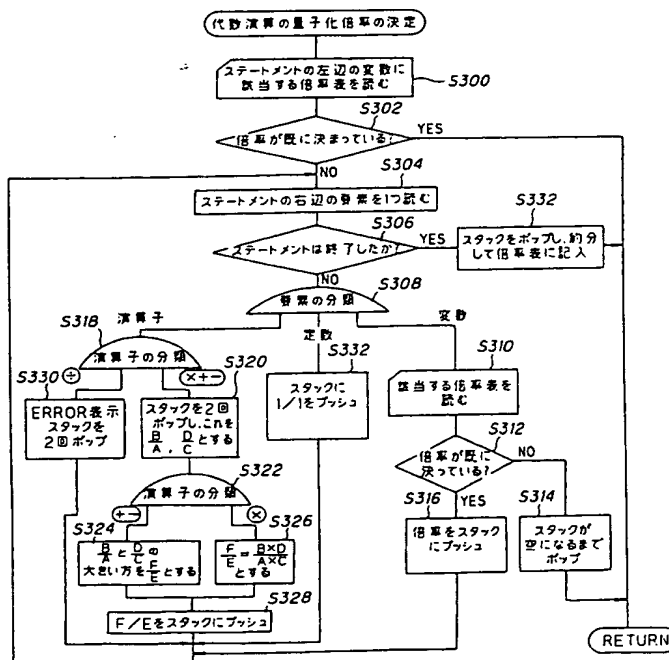 代数演算の量子化倍率の決定
ステートメントの左辺の変数に
該当する倍率表を読む
S300
S302
倍率が既に決まっている?
YES
NO
S304
ステートメントの右辺の要素を1つ読む
S306
ステートメントは終了したか?
YES
S332
スタックをポップし、約分
して倍率表に記入
NO
S308
要素の分類
演算子
定数
変数
S318
演算子の分類
÷
×+-
S330
ERROR表示
スタックを
2回ポップ
S320
スタックを2回
ポップし、これを
B/A , D/C とする
S332
スタックに
1/1をプッシュ
S310
該当する倍率表を
読む
S312
倍率が既に
決っている?
NO
YES
S322
演算子の分類
+-
×
S324
B/A と D/C の
大きい方を F/E とする
S326
F/E = B×D/A×C
とする
S316
倍率をスタック
にプッシュ
S314
スタックが
空になるまで
ポップ
S328
F/Eをスタックにプッシュ
RETURN